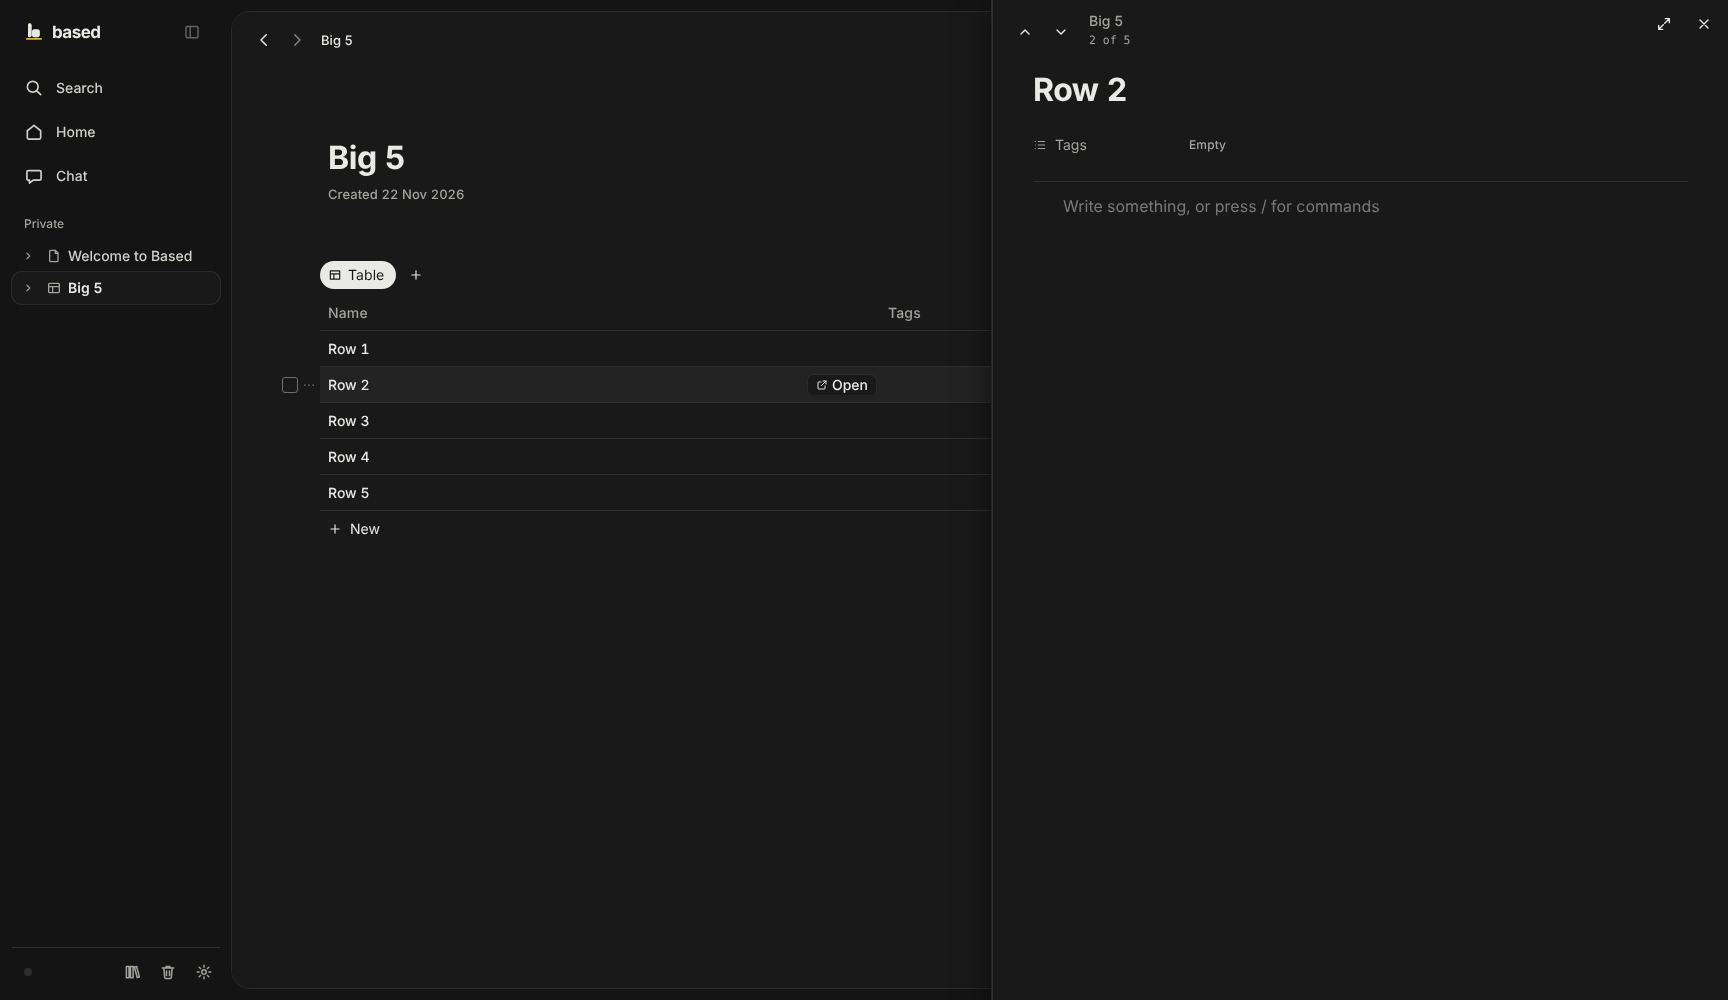 based
Search
Home
Chat
Private
Welcome to Based
Big 5
Big 5
Big 5
Created 22 Nov 2026
Table
Name Tags
Row 1
Row 2 Open
Row 3
Row 4
Row 5
New
Big 5
2 of 5
Row 2
Tags Empty
Write something, or press / for commands